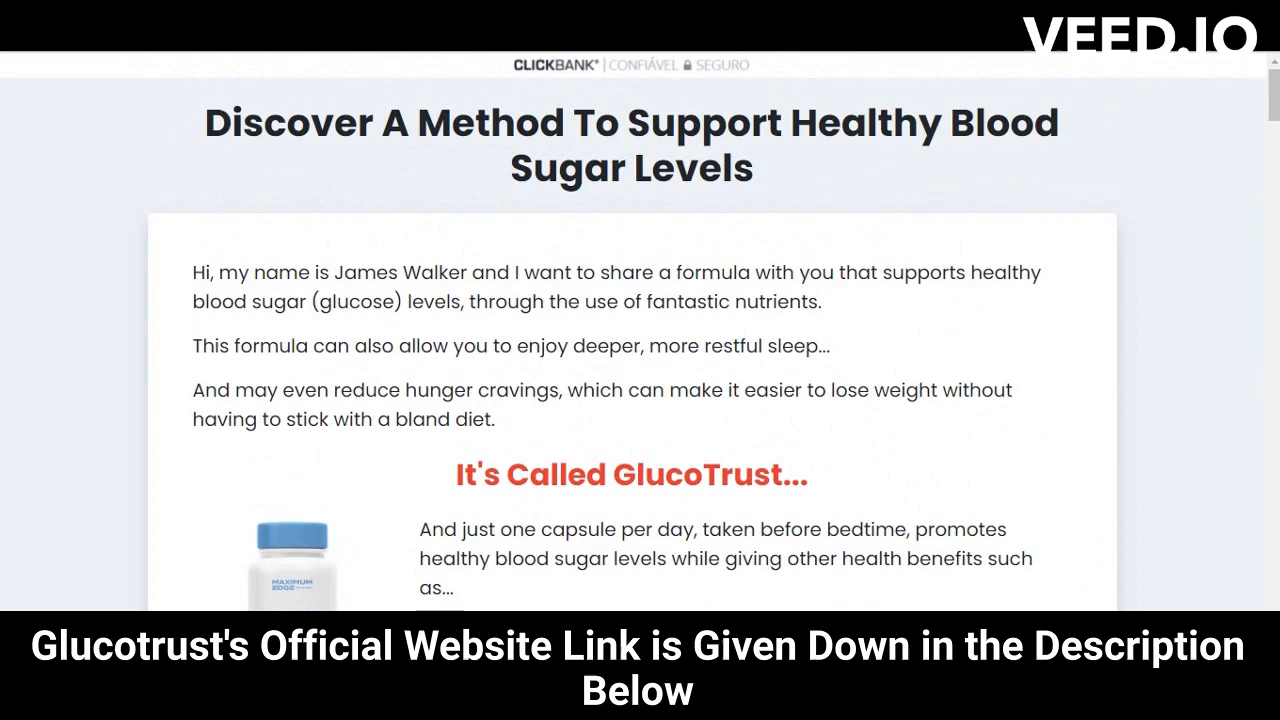 VEED.IO
CLICKBANK® | CONFIÁVEL SEGURO
Discover A Method To Support Healthy Blood
Sugar Levels
Hi, my name is James Walker and I want to share a formula with you that supports healthy
blood sugar (glucose) levels, through the use of fantastic nutrients.
This formula can also allow you to enjoy deeper, more restful sleep...
And may even reduce hunger cravings, which can make it easier to lose weight without
having to stick with a bland diet.
It's Called GlucoTrust...
And just one capsule per day, taken before bedtime, promotes
healthy blood sugar levels while giving other health benefits such
as...
MAXIMUM
EDGE
Glucotrust's Official Website Link is Given Down in the Description
Below